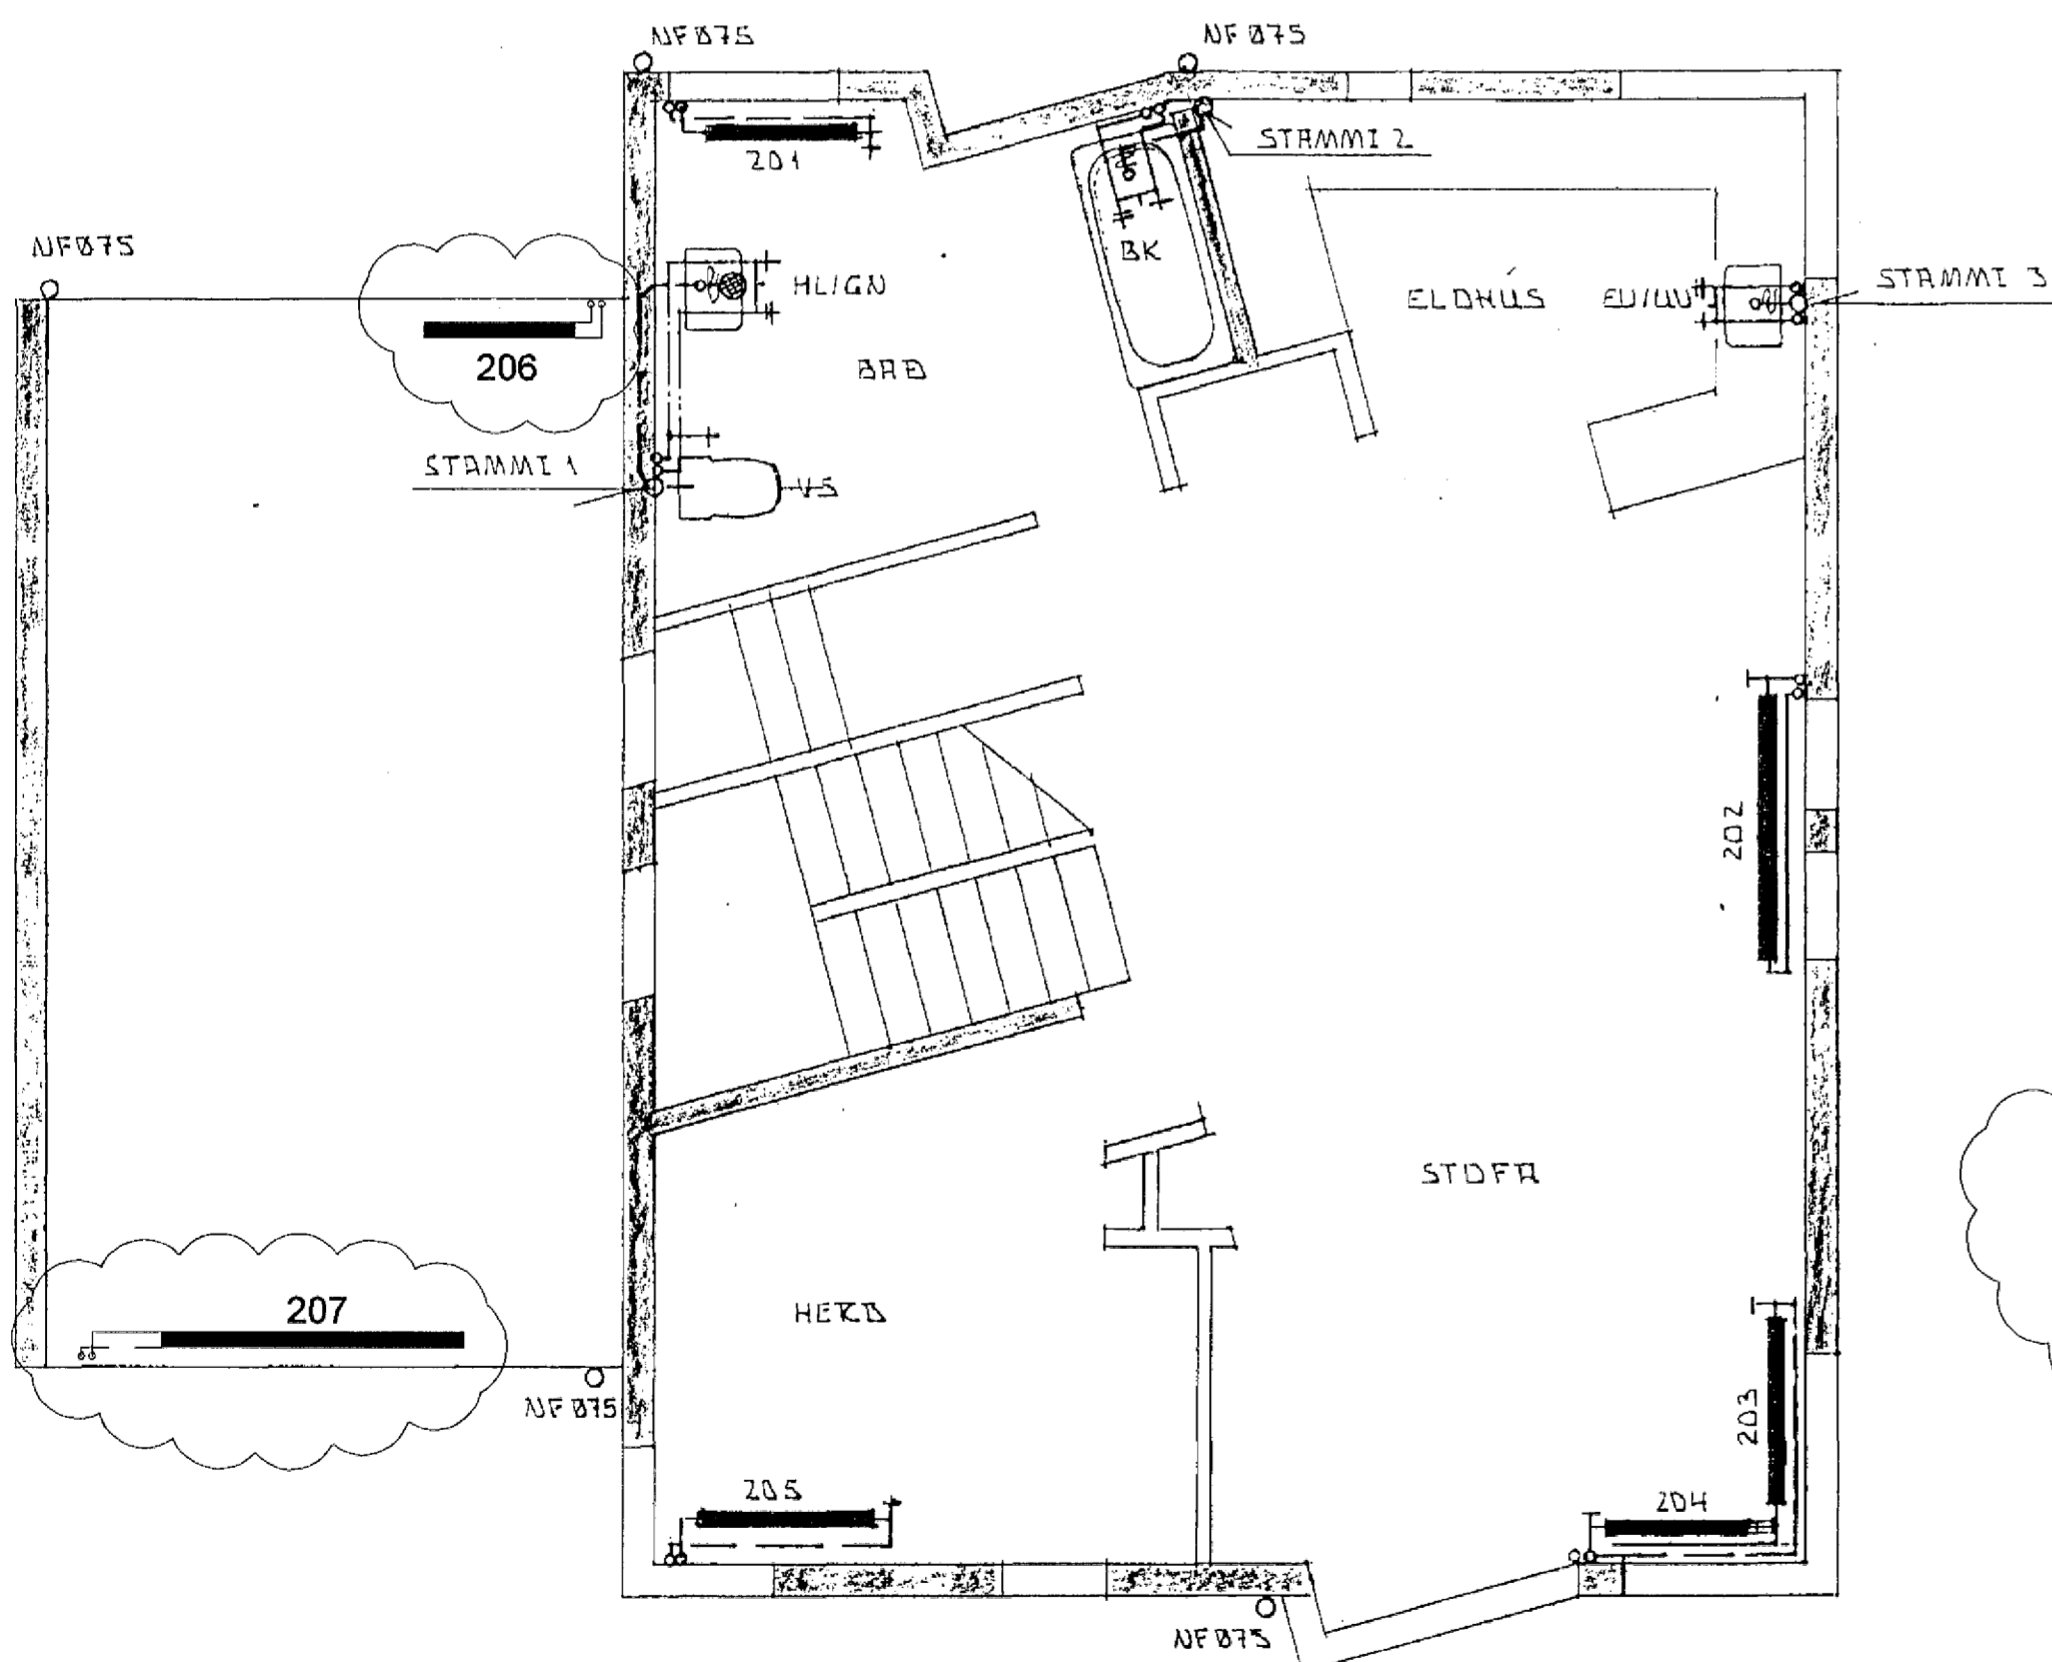 NFØ75
NFØ75
201
STAMMI 2
NFØ75
HL/GN
BK
ELDHÚS
EV/UV
STAMMI 3
206
BAÐ
STAMMI 1
VS
202
STOFA
207
HERB
203
NFØ75
205
204
NFØ75